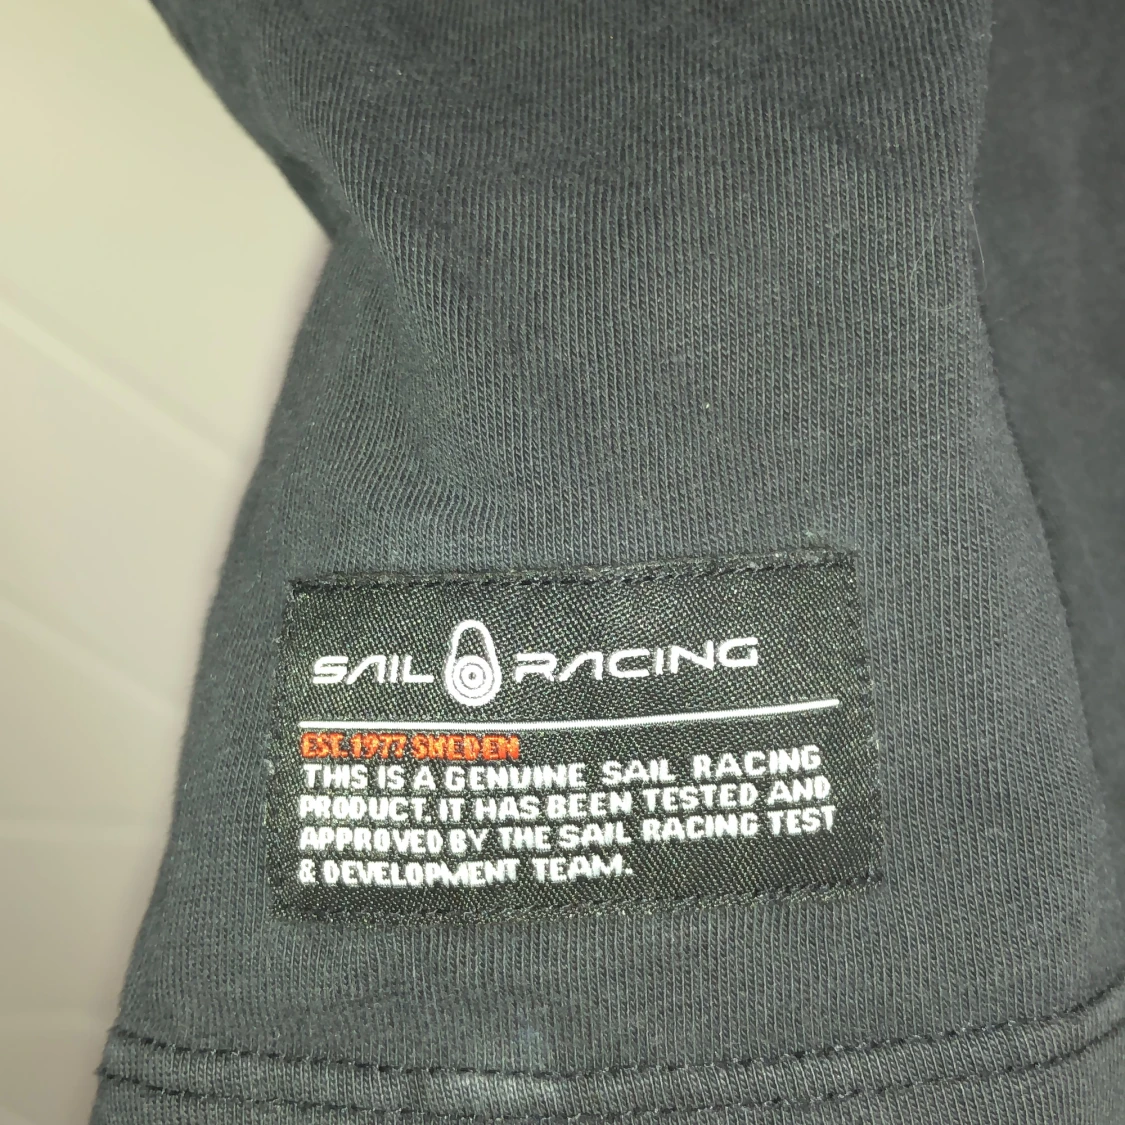 SAIL RACING
EST. 1977 SWEDEN
THIS IS A GENUINE SAIL RACING
PRODUCT. IT HAS BEEN TESTED AND
APPROVED BY THE SAIL RACING TEST
& DEVELOPMENT TEAM.